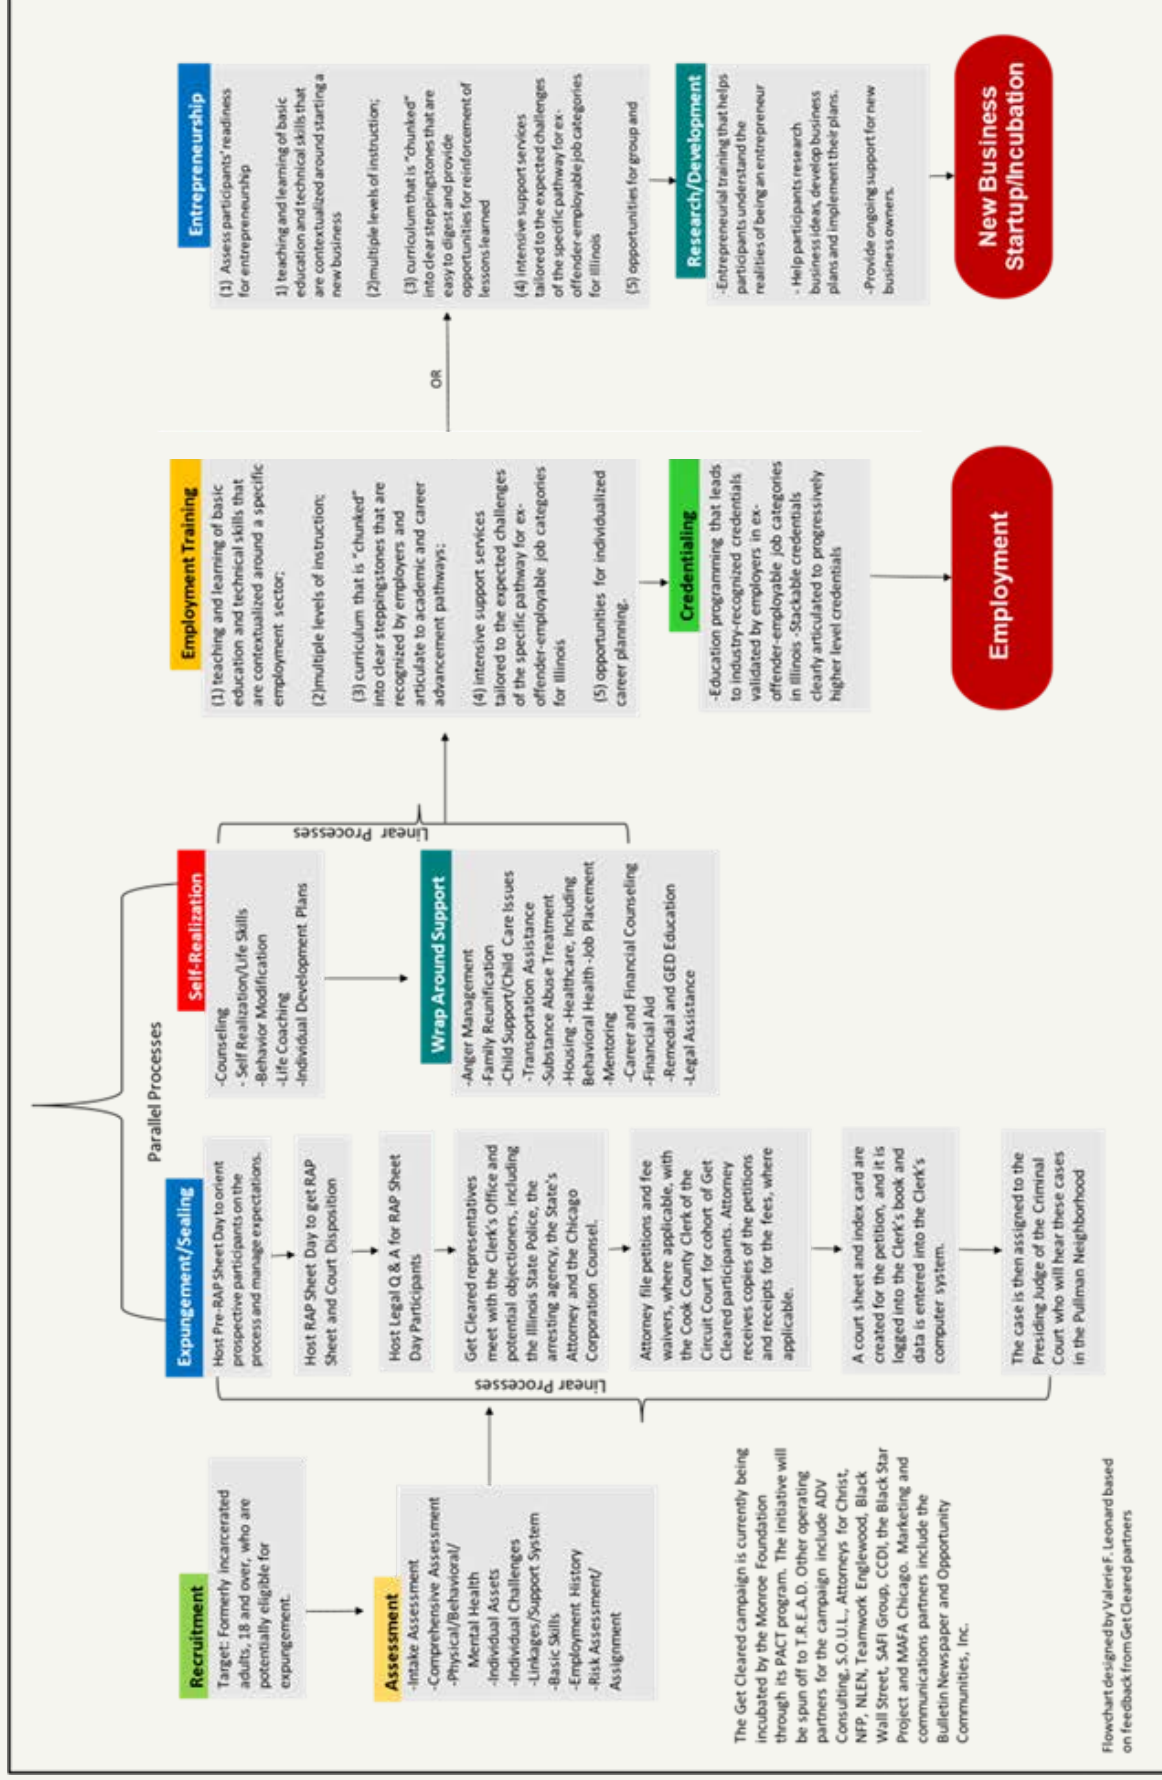 Recruitment
Target: Formerly incarcerated
adults, 18 and over, who are
potentially eligible for
expungement.
Assessment
-Intake Assessment
-Comprehensive Assessment
-Physical/Behavioral/
Mental Health
-Individual Assets
-Individual Challenges
-Linkages/Support System
-Basic Skills
-Employment History
-Risk Assessment/
Assignment
The Get Cleared campaign is currently being
incubated by the Monroe Foundation
through its PACT program. The initiative will
be spun off to T.R.E.A.D. Other operating
partners for the campaign include ADV
Consulting, S.O.U.L., Attorneys for Christ,
NFP, NLEN, Teamwork Englewood, Black
Wall Street, SAFI Group, CDI, the Black Star
Project and MAFA Chicago. Marketing and
communications partners include the
Bulletin Newspaper and Opportunity
Communities, Inc.
Flowchart designed by Valerie F. Leonard based
on feedback from Get Cleared partners
Parallel Processes
Expungement/Sealing
Host Pre-RAP Sheet Day to orient
prospective participants on the
process and manage expectations.
Host RAP Sheet Day to get RAP
Sheet and Court Disposition
Host Legal Q & A for RAP Sheet
Day Participants
Get Cleared representatives
meet with the Clerk's Office and
potential objectioners, including
the Illinois State Police, the
arresting agency, the State's
Attorney and the Chicago
Corporation Counsel.
Attorney file petitions and fee
waivers, where applicable, with
the Cook County Clerk of the
Circuit Court for cohort of Get
Cleared participants. Attorney
receives copies of the petitions
and receipts for the fees, where
applicable.
A court sheet and index card are
created for the petition, and it is
logged into the Clerk's book and
data is entered into the Clerk's
computer system.
The case is then assigned to the
Presiding Judge of the Criminal
Court who will hear these cases
in the Pullman Neighborhood
Linear Processes
Self-Realization
-Counseling
- Self Realization/Life Skills
-Behavior Modification
-Life Coaching
-Individual Development Plans
Wrap Around Support
-Anger Management
-Family Reunification
-Child Support/Child Care Issues
-Transportation Assistance
-Substance Abuse Treatment
-Housing -Healthcare, Including
Behavioral Health -Job Placement
-Mentoring
-Career and Financial Counseling
-Financial Aid
-Remedial and GED Education
-Legal Assistance
Linear Processes
Employment Training
(1) teaching and learning of basic
education and technical skills that
are contextualized around a specific
employment sector;
(2)multiple levels of instruction;
(3) curriculum that is "chunked"
into clear steppingstones that are
recognized by employers and
articulate to academic and career
advancement pathways;
(4) intensive support services
tailored to the expected challenges
of the specific pathway for ex-
offender-employable job categories
for Illinois
(5) opportunities for individualized
career planning.
Credentialing
-Education programming that leads
to industry-recognized credentials
validated by employers in ex-
offender-employable job categories
in Illinois -Stackable credentials
clearly articulated to progressively
higher level credentials
Employment
OR
Entrepreneurship
(1) Assess participants' readiness
for entrepreneurship
1) teaching and learning of basic
education and technical skills that
are contextualized around starting a
new business
(2)multiple levels of instruction;
(3) curriculum that is "chunked"
into clear steppingstones that are
easy to digest and provide
opportunities for reinforcement of
lessons learned
(4) intensive support services
tailored to the expected challenges
of the specific pathway for ex-
offender-employable job categories
for Illinois
(5) opportunities for group and
Research/Development
-Entrepreneurial training that helps
participants understand the
realities of being an entrepreneur
- Help participants research
business ideas, develop business
plans and implement their plans.
-Provide ongoing support for new
business owners.
New Business
Startup/Incubation